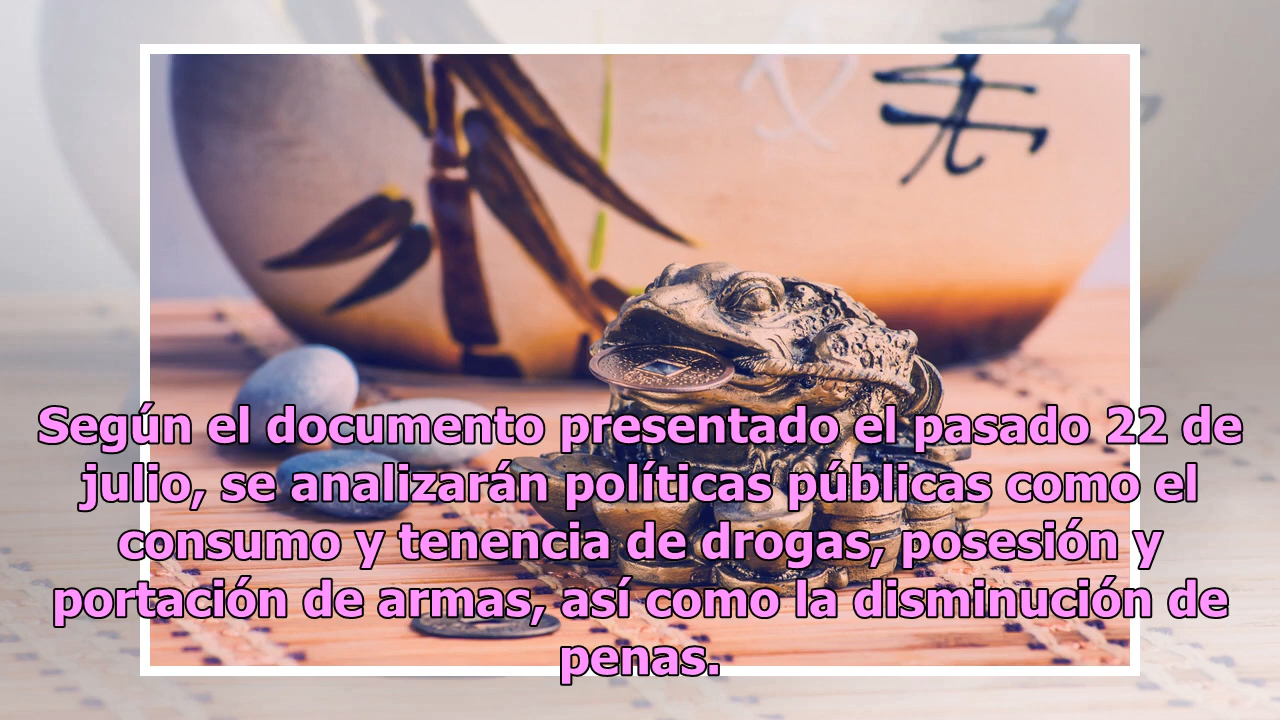 Según el documento presentado el pasado 22 de
julio, se analizarán políticas públicas como el
consumo y tenencia de drogas, posesión y
portación de armas, así como la disminución de
penas.